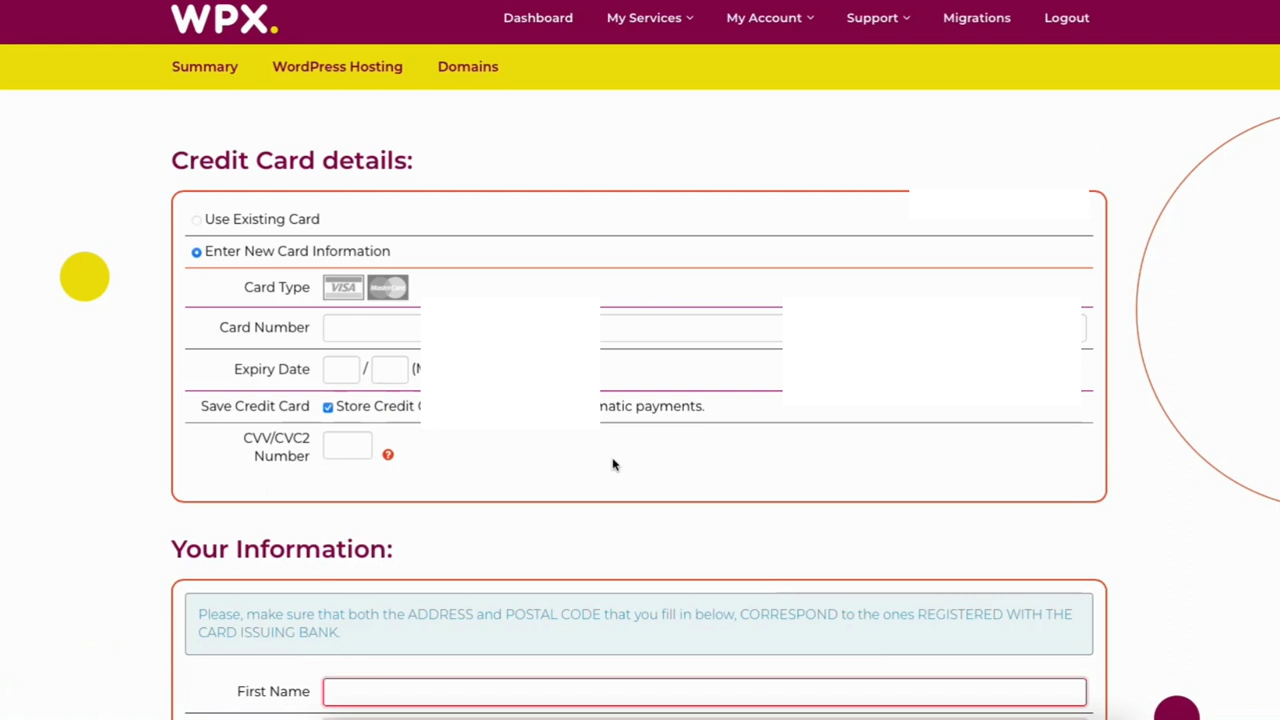 WPX.
Dashboard My Services My Account Support Migrations Logout
Summary WordPress Hosting Domains
Credit Card details:
Use Existing Card
Enter New Card Information
Card Type VISA MasterCard
Card Number
Expiry Date / (
Save Credit Card Store Credit matic payments.
CVV/CVC2
Number ?
Your Information:
Please, make sure that both the ADDRESS and POSTAL CODE that you fill in below, CORRESPOND to the ones REGISTERED WITH THE
CARD ISSUING BANK.
First Name